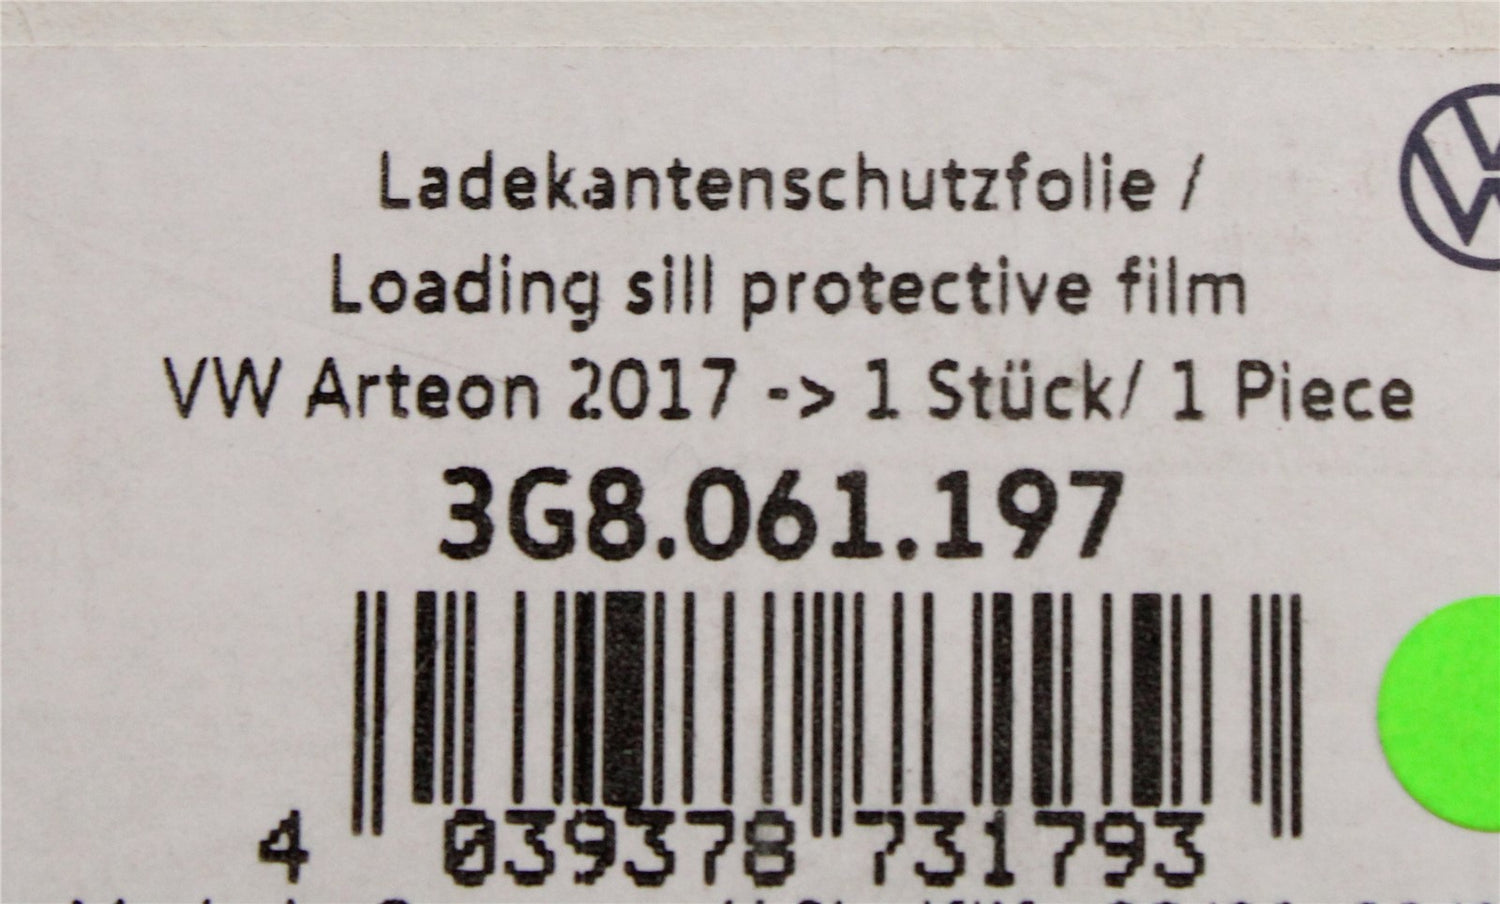 Ladekantenschutzfolie /
Loading sill protective film
VW Arteon 2017 -> 1 Stück/ 1 Piece
3G8.061.197
4 039378 731793